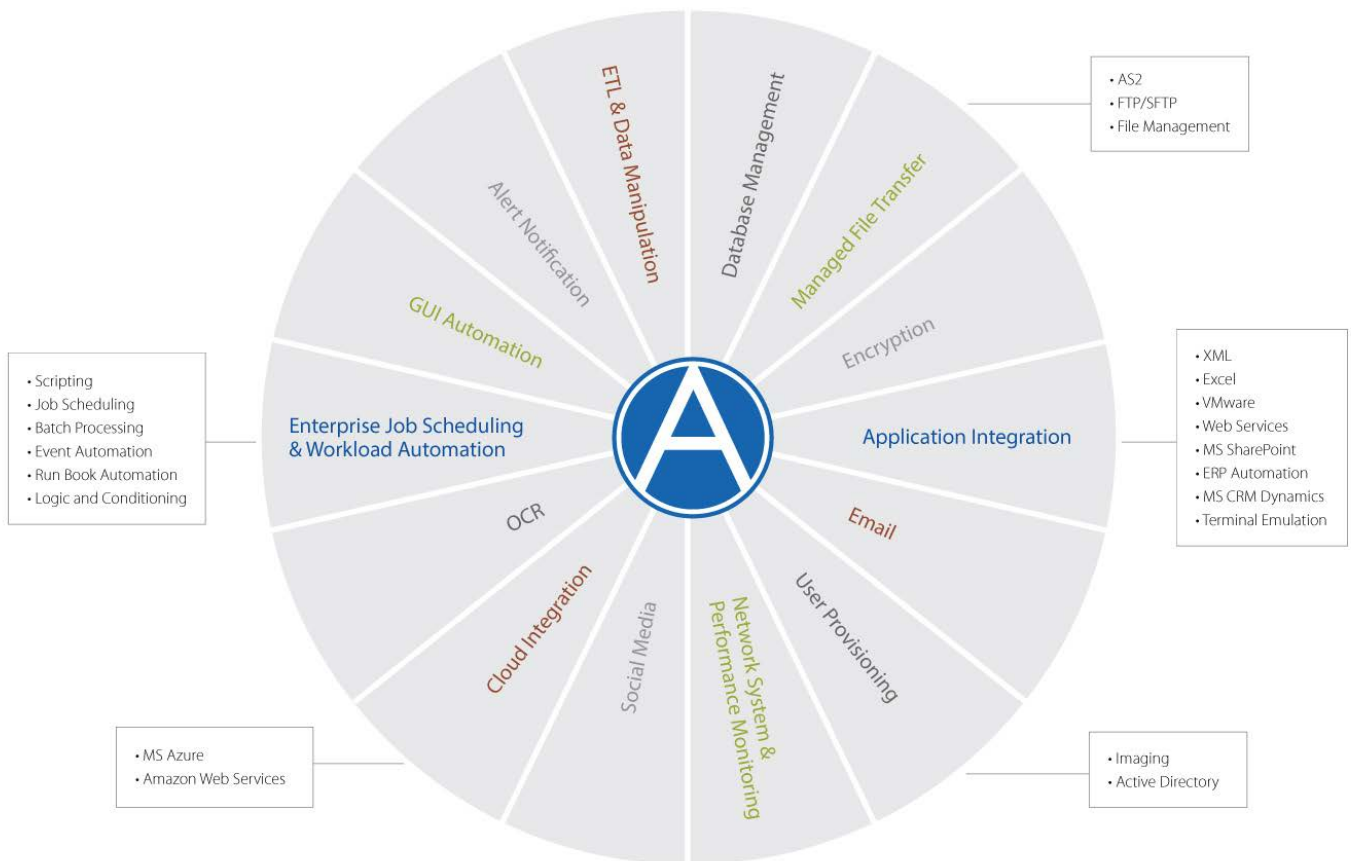 ETL & Data Manipulation
Database Management
Managed File Transfer
Encryption
Application Integration
Email
User Provisioning
Network System &
Performance Monitoring
Social Media
Cloud Integration
OCR
Enterprise Job Scheduling
& Workload Automation
GUI Automation
Alert Notification
A
• AS2
• FTP/SFTP
• File Management
• XML
• Excel
• VMware
• Web Services
• MS SharePoint
• ERP Automation
• MS CRM Dynamics
• Terminal Emulation
• Imaging
• Active Directory
• MS Azure
• Amazon Web Services
• Scripting
• Job Scheduling
• Batch Processing
• Event Automation
• Run Book Automation
• Logic and Conditioning